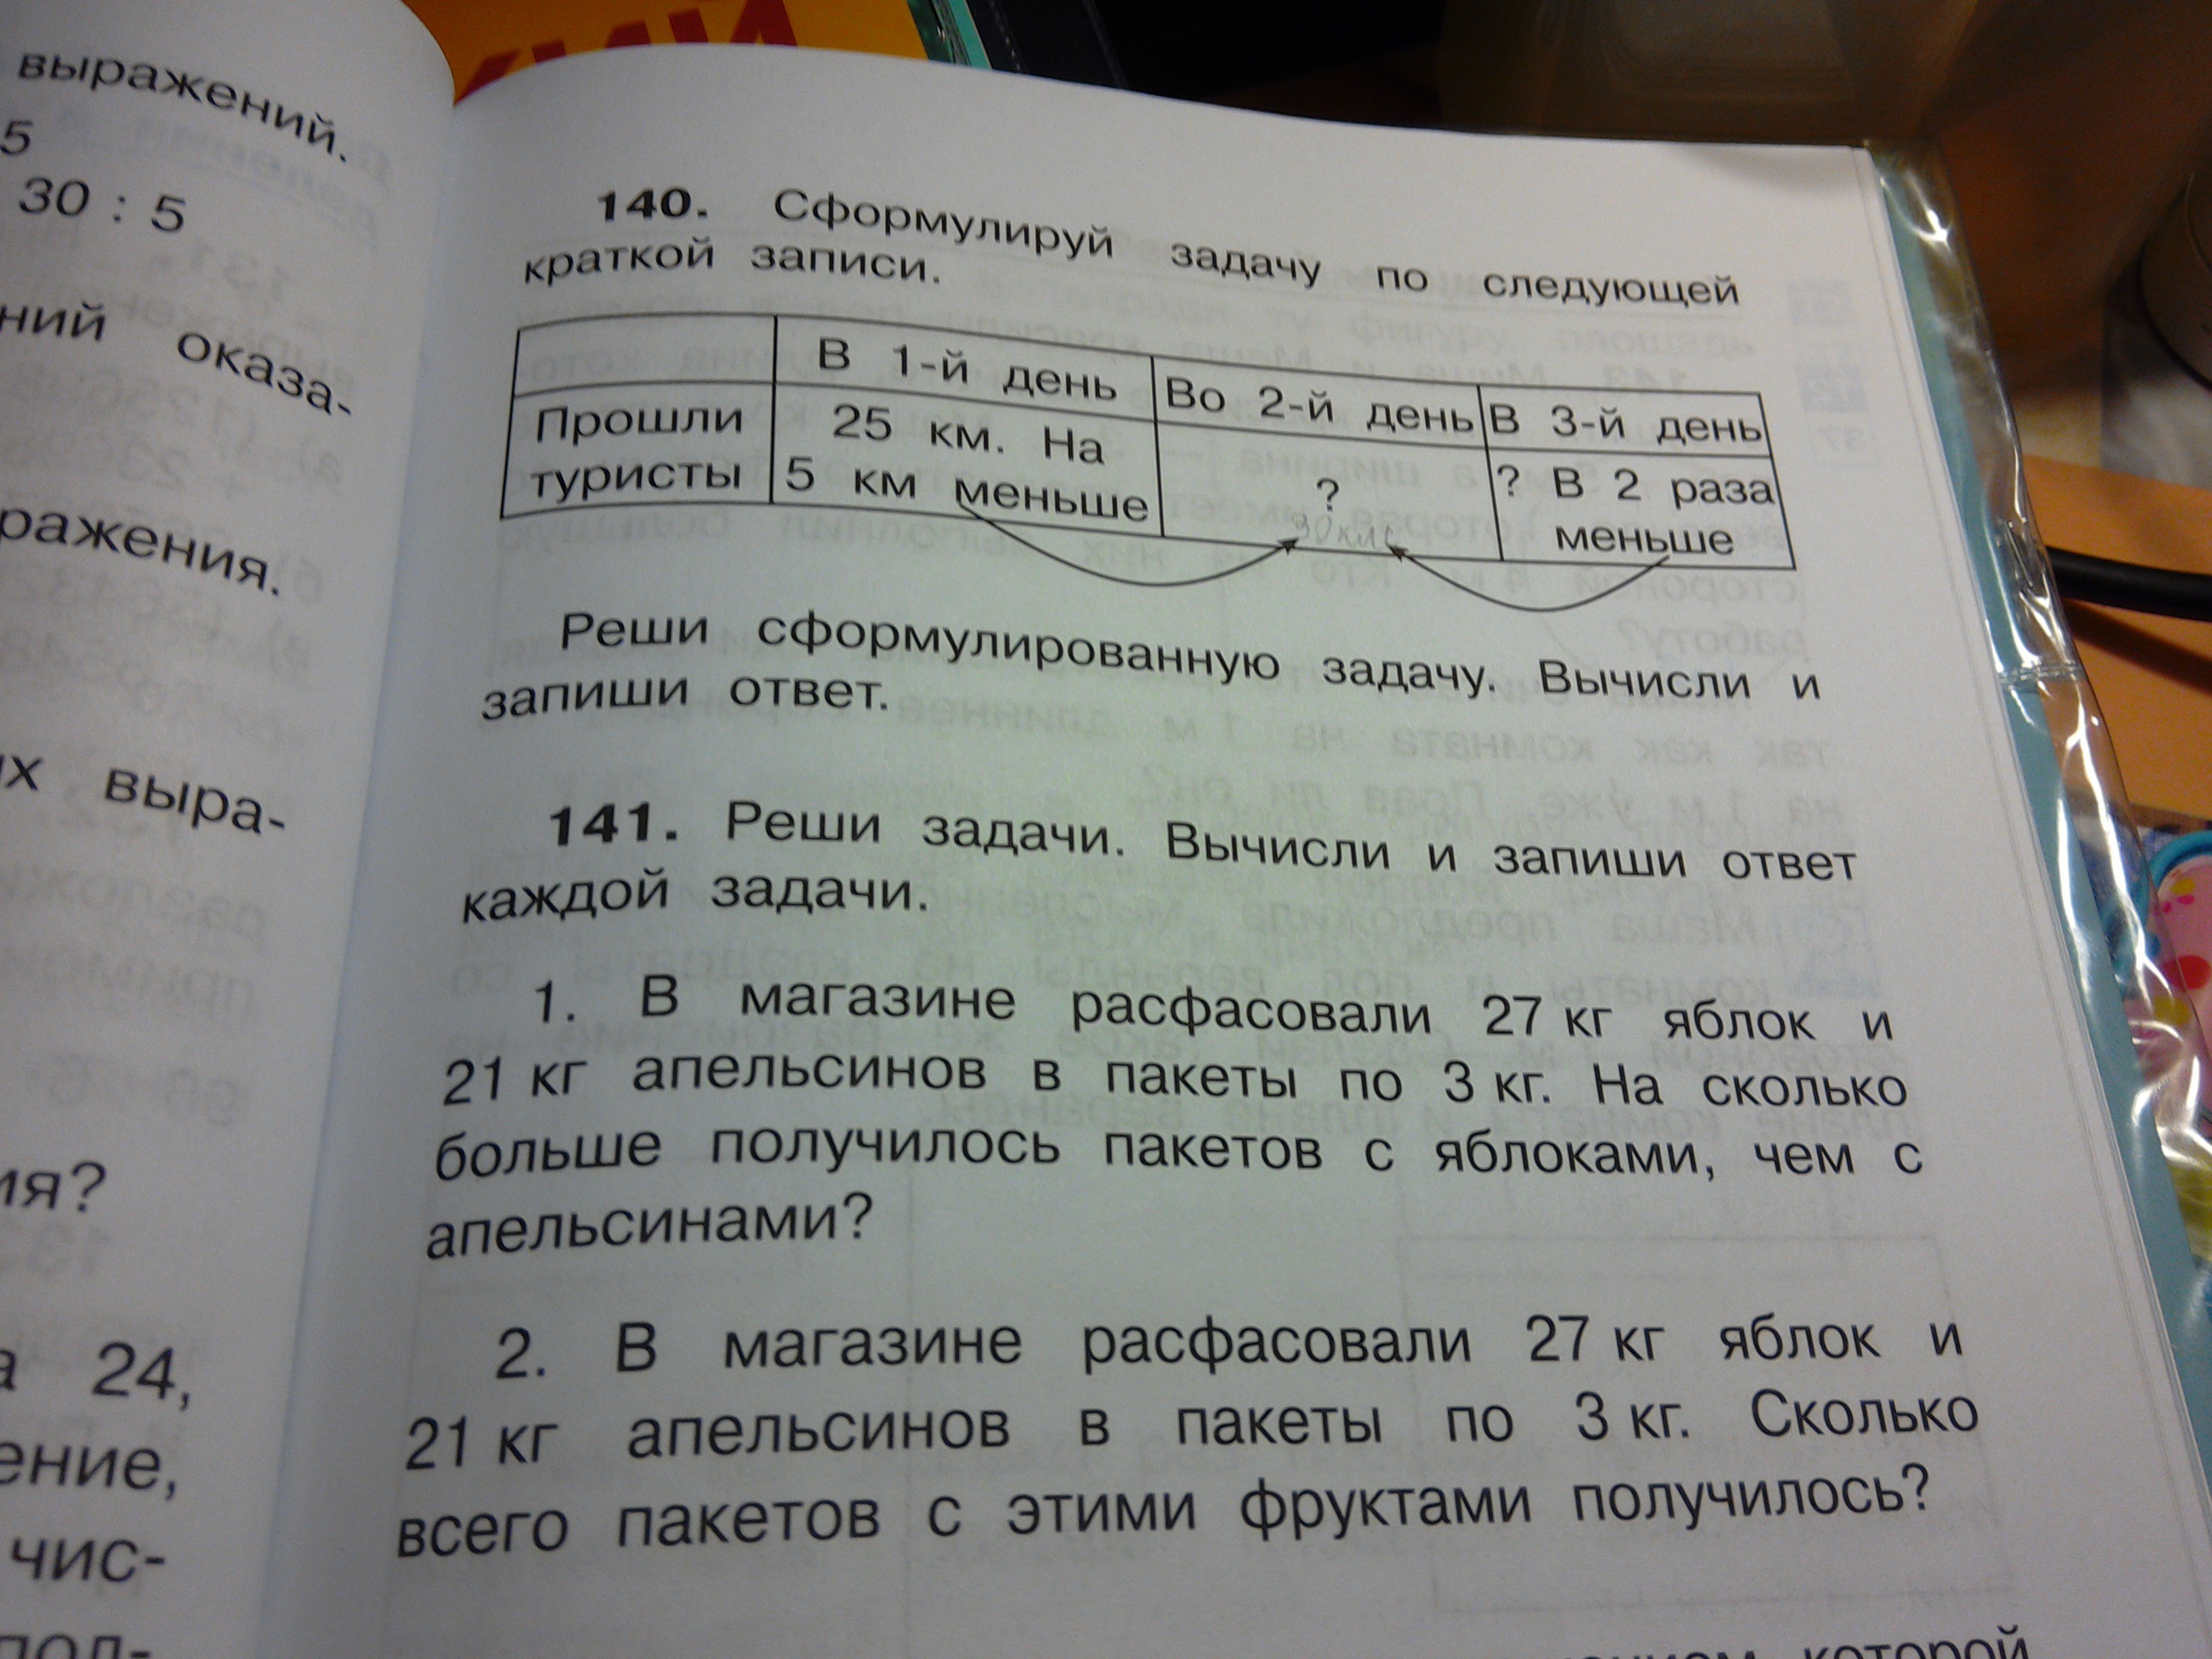 выражений.
5
30 : 5
ний оказа-
ражения.
х выра-
ия?
а 24,
ение,
чис-
пол-
140. Сформулируй задачу по следующей
краткой записи.
В 1-й день Во 2-й день В 3-й день
Прошли 25 км. На ? ? В 2 раза
туристы 5 км меньше 30 км меньше
Реши сформулированную задачу. Вычисли и
запиши ответ.
141. Реши задачи. Вычисли и запиши ответ
каждой задачи.
1. В магазине расфасовали 27 кг яблок и
21 кг апельсинов в пакеты по 3 кг. На сколько
больше получилось пакетов с яблоками, чем с
апельсинами?
2. В магазине расфасовали 27 кг яблок и
21 кг апельсинов в пакеты по 3 кг. Сколько
всего пакетов с этими фруктами получилось?
которой